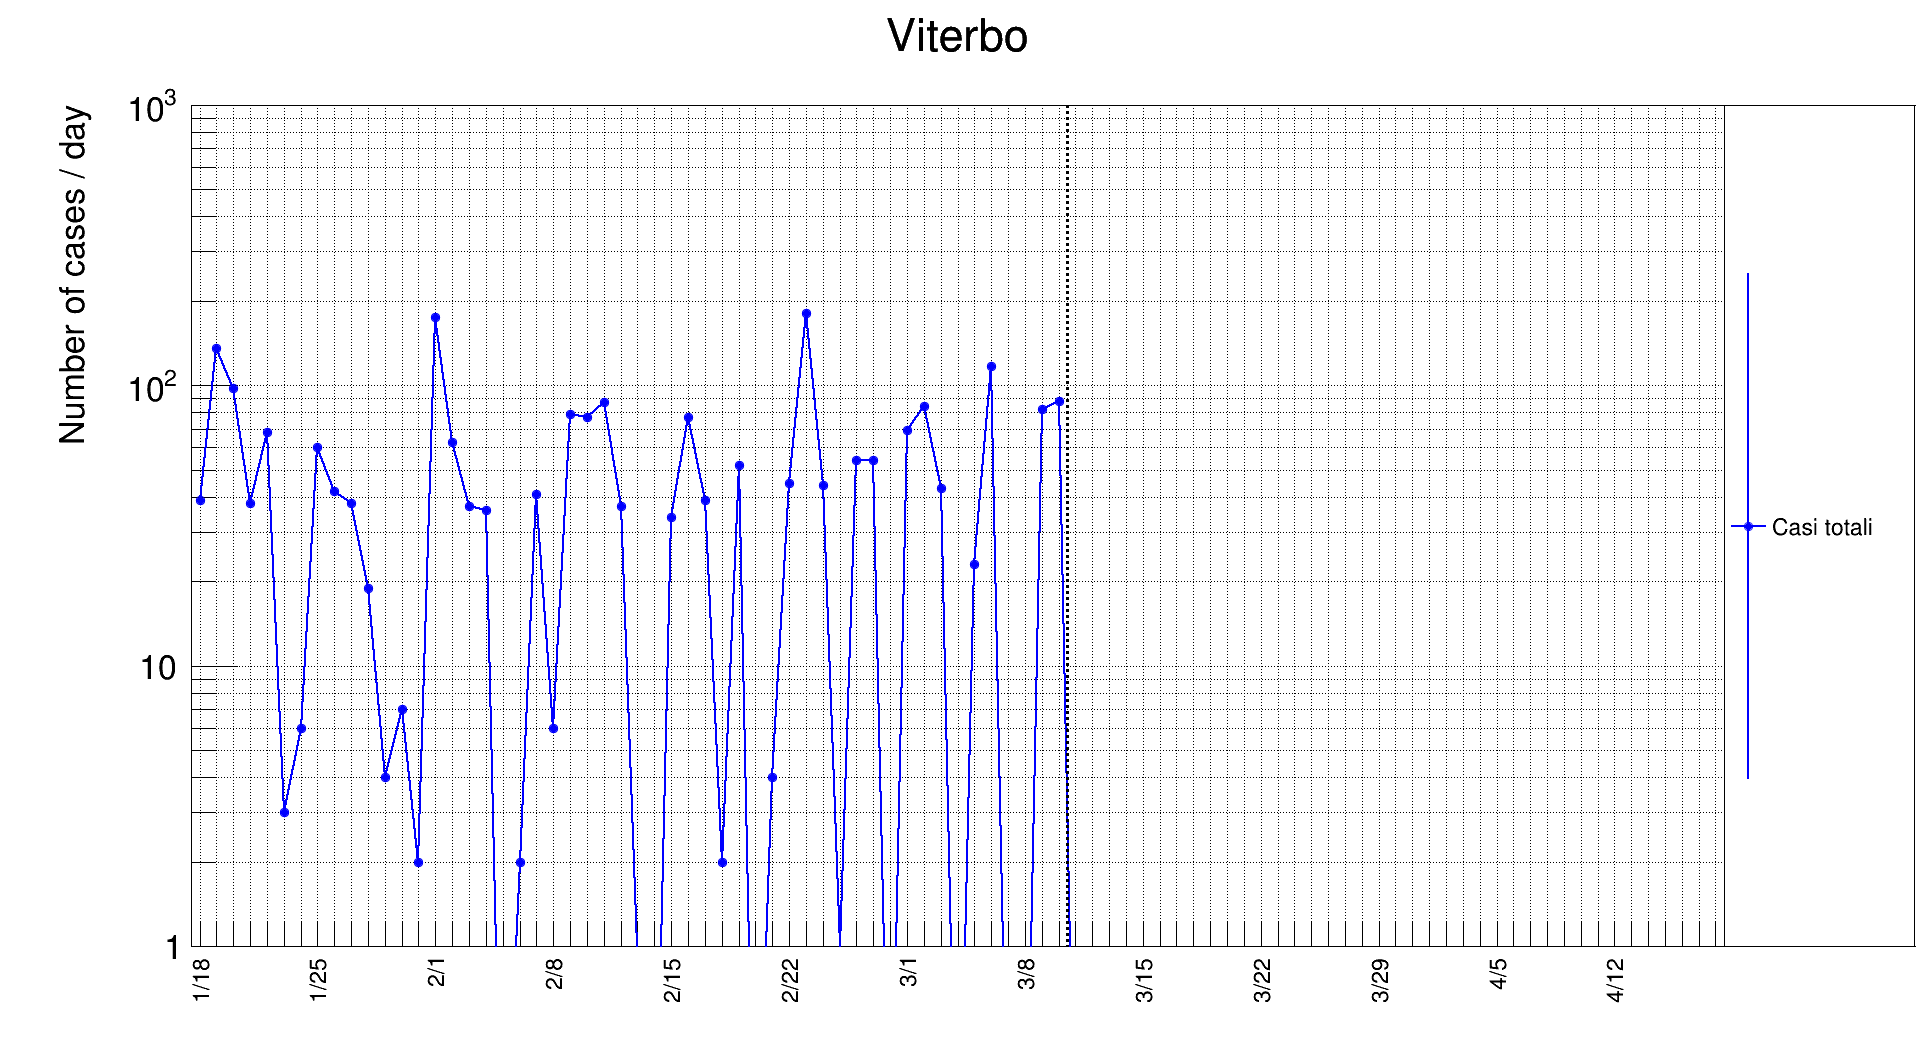 Viterbo
Number of cases / day
10³
10²
10
1
1/18 1/25 2/1 2/8 2/15 2/22 3/1 3/8 3/15 3/22 3/29 4/5 4/12
Casi totali